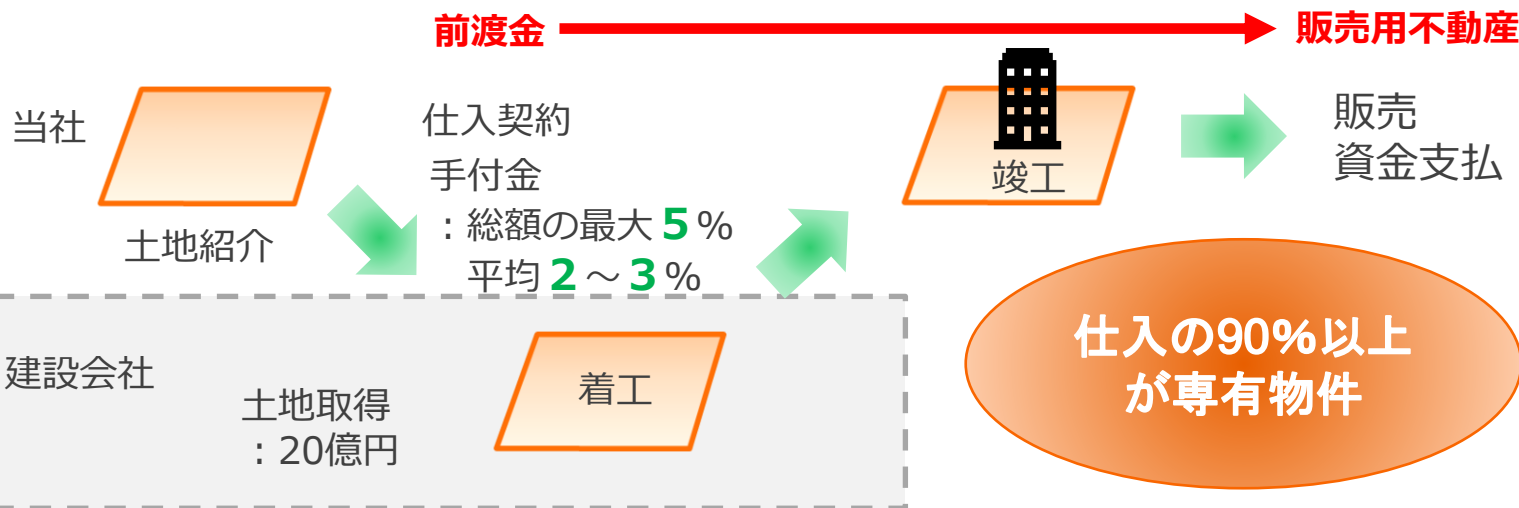 前渡金
販売用不動産
当社
土地紹介
仕入契約
手付金
：総額の最大5%
平均2～3%
竣工
販売
資金支払
建設会社
土地取得
：20億円
着工
仕入の90%以上
が専有物件